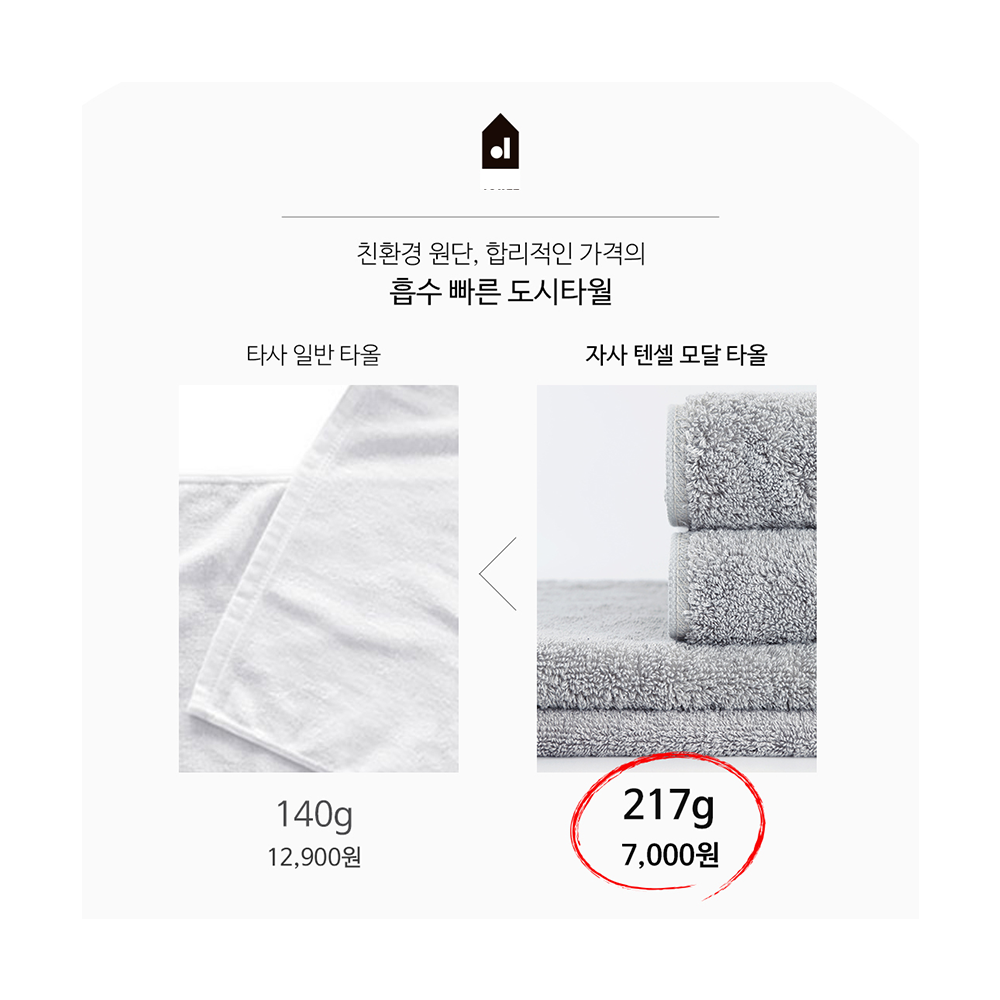 친환경 원단, 합리적인 가격의
흡수 빠른 도시타월
타사 일반 타올
자사 텐셀 모달 타올
140g
12,900원
217g
7,000원